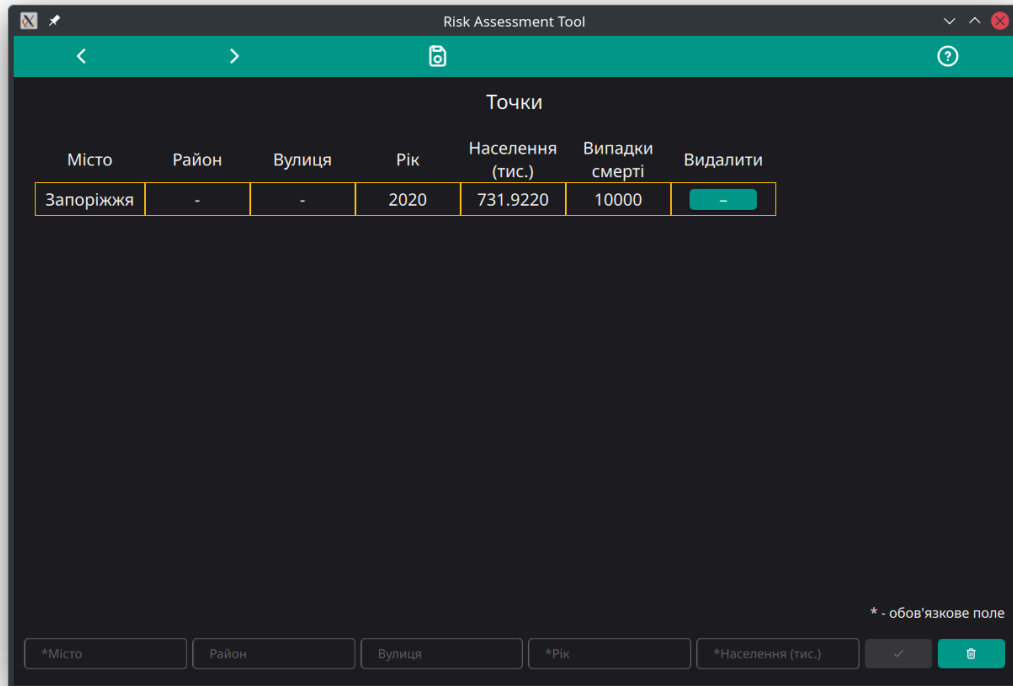 Risk Assessment Tool
Точки
Місто Район Вулиця Рік Населення (тис.) Випадки смерті Видалити
Запоріжжя - - 2020 731.9220 10000 –
* - обов'язкове поле
*Місто Район Вулиця *Рік *Населення (тис.)